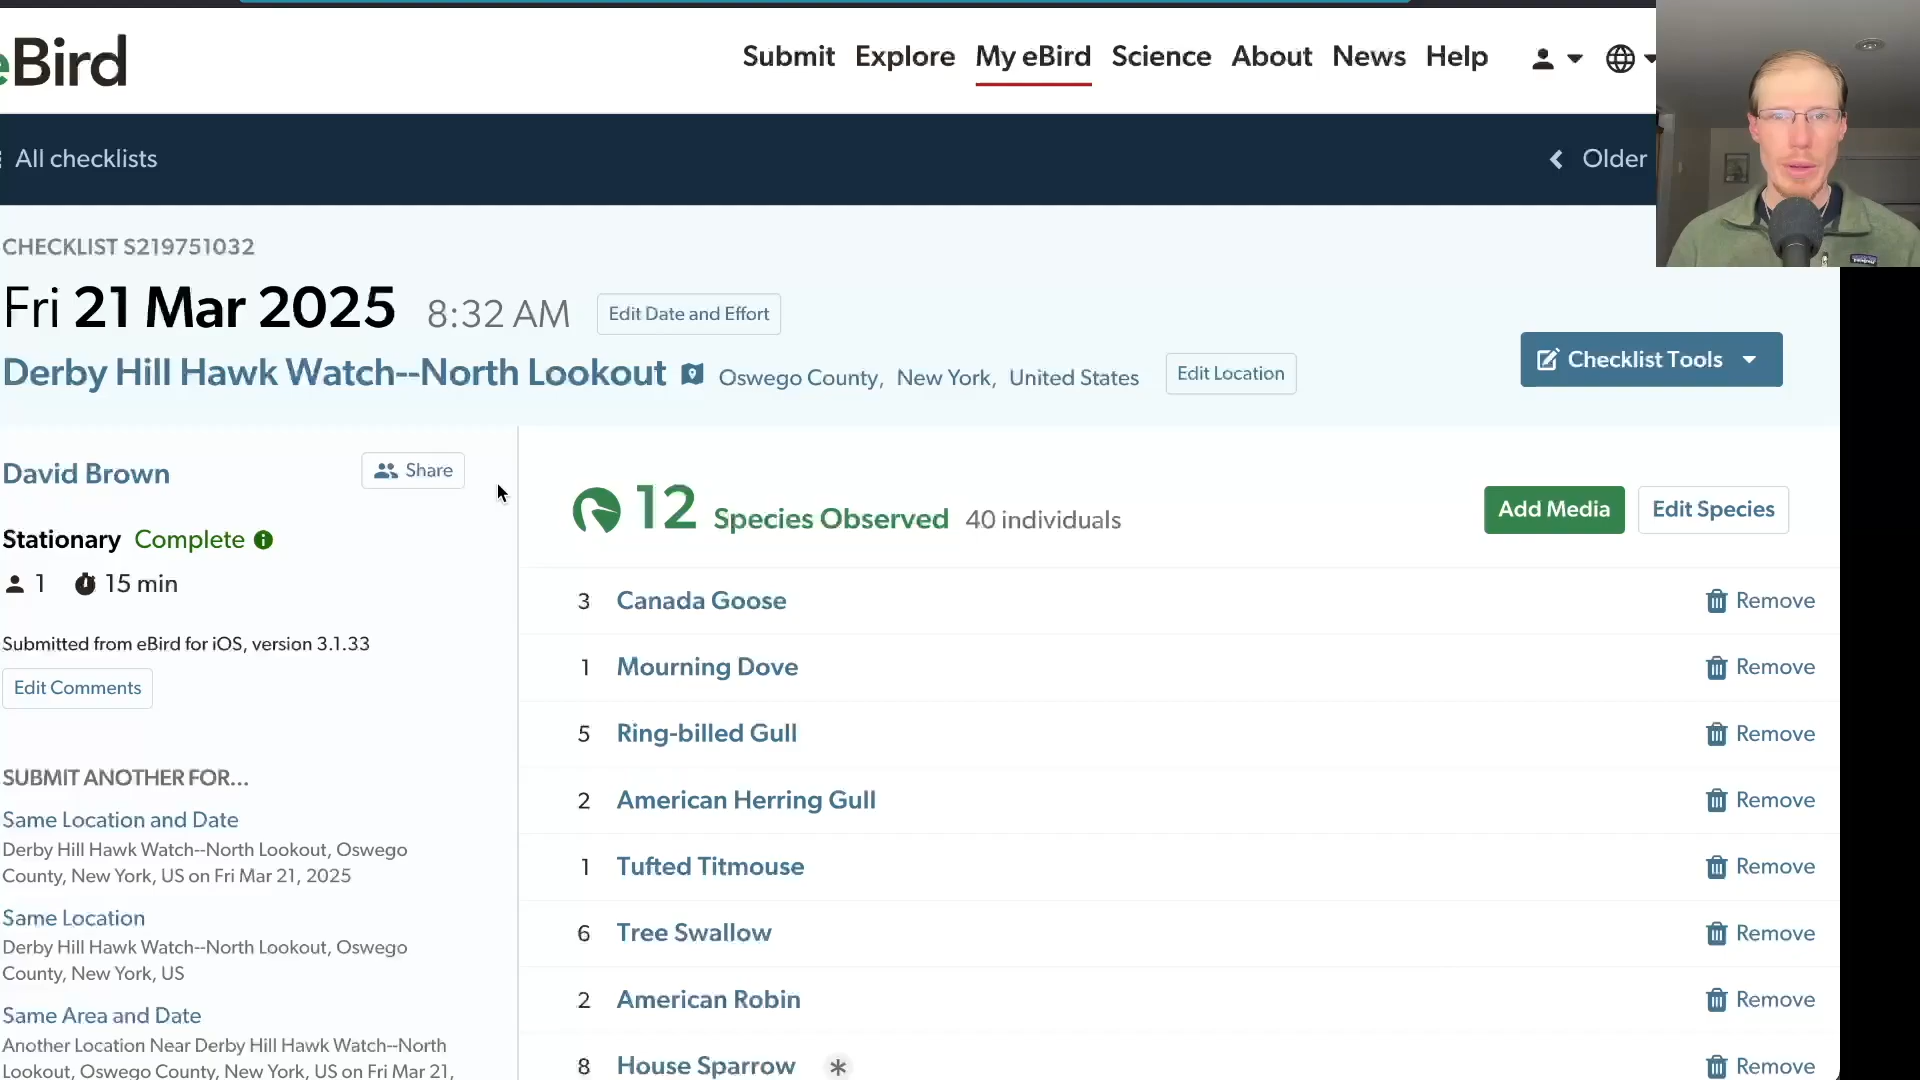 eBird
Submit Explore My eBird Science About News Help
All checklists
Older
CHECKLIST S219751032
Fri 21 Mar 2025 8:32 AM Edit Date and Effort
Derby Hill Hawk Watch--North Lookout Oswego County, New York, United States Edit Location
Checklist Tools
David Brown Share
Stationary Complete
1 15 min
Submitted from eBird for iOS, version 3.1.33
Edit Comments
SUBMIT ANOTHER FOR...
Same Location and Date
Derby Hill Hawk Watch--North Lookout, Oswego
County, New York, US on Fri Mar 21, 2025
Same Location
Derby Hill Hawk Watch--North Lookout, Oswego
County, New York, US
Same Area and Date
Another Location Near Derby Hill Hawk Watch--North
Lookout, Oswego County, New York, US on Fri Mar 21,
12 Species Observed 40 individuals
Add Media Edit Species
3 Canada Goose Remove
1 Mourning Dove Remove
5 Ring-billed Gull Remove
2 American Herring Gull Remove
1 Tufted Titmouse Remove
6 Tree Swallow Remove
2 American Robin Remove
8 House Sparrow * Remove